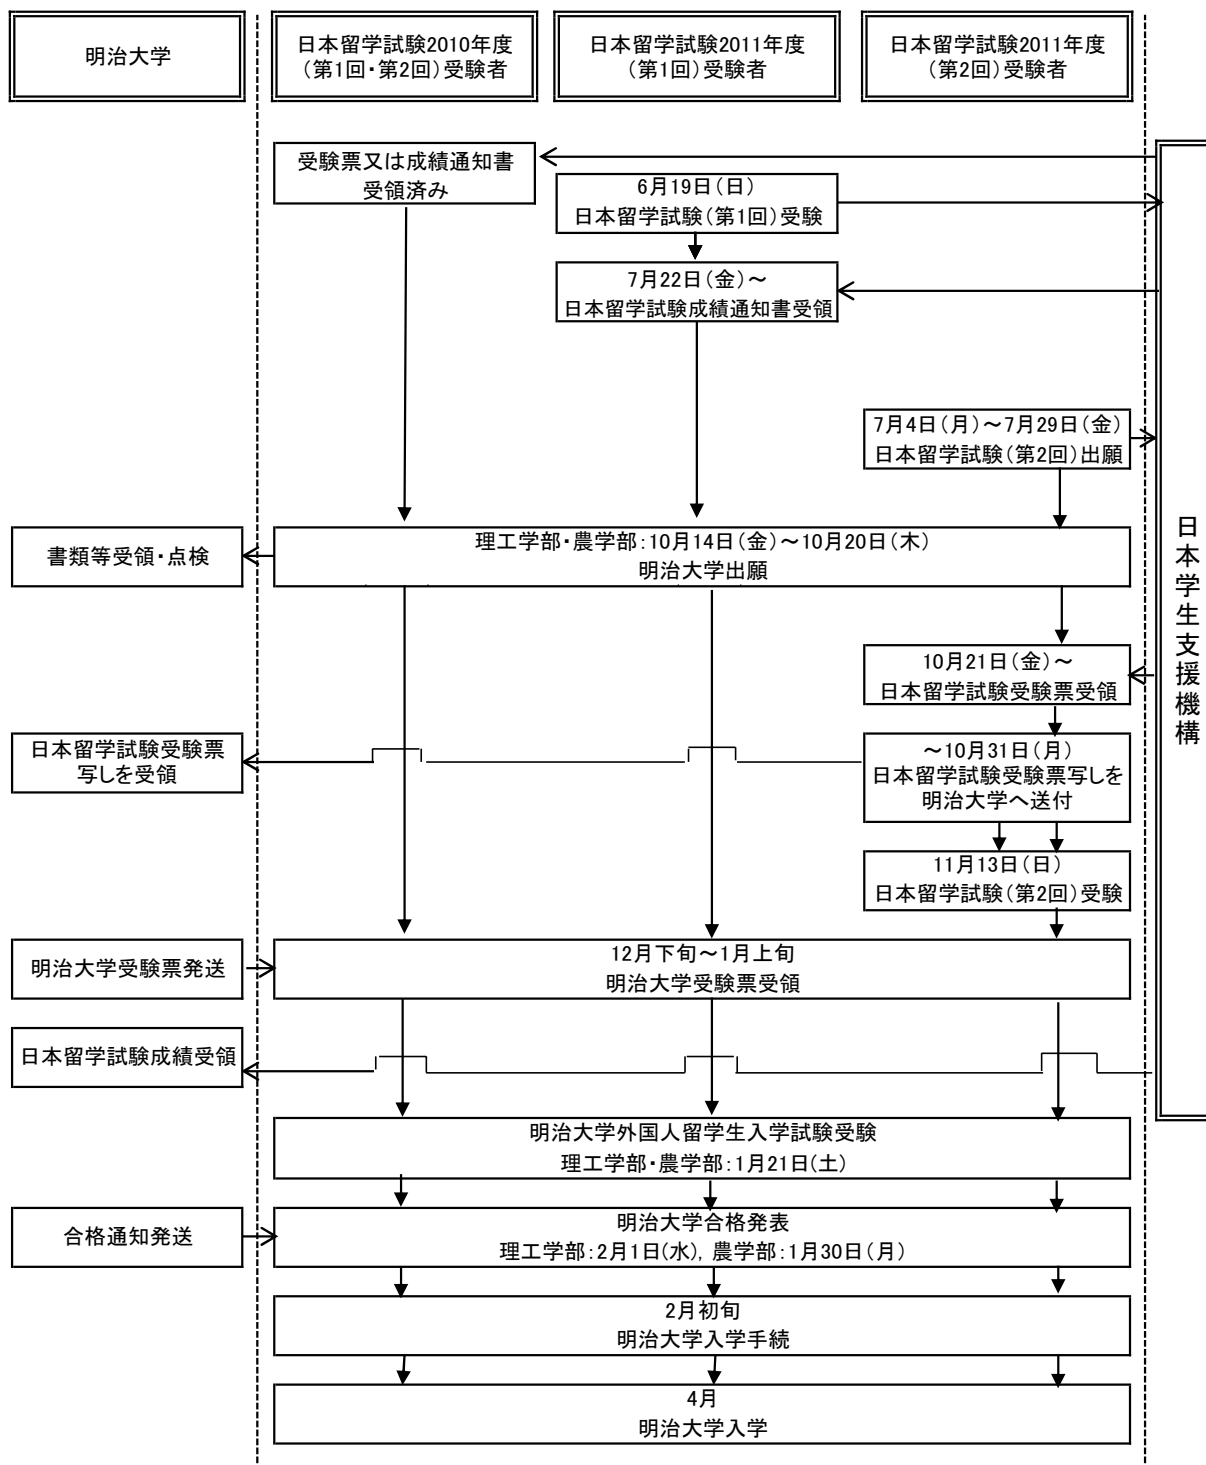 明治大学
日本留学試験2010年度
(第1回・第2回)受験者
日本留学試験2011年度
(第1回)受験者
日本留学試験2011年度
(第2回)受験者
受験票又は成績通知書
受領済み
6月19日(日)
日本留学試験(第1回)受験
7月22日(金)～
日本留学試験成績通知書受領
7月4日(月)～7月29日(金)
日本留学試験(第2回)出願
日本学生支援機構
書類等受領・点検
理工学部・農学部:10月14日(金)～10月20日(木)
明治大学出願
10月21日(金)～
日本留学試験受験票受領
日本留学試験受験票
写しを受領
～10月31日(月)
日本留学試験受験票写しを
明治大学へ送付
11月13日(日)
日本留学試験(第2回)受験
明治大学受験票発送
12月下旬～1月上旬
明治大学受験票受領
日本留学試験成績受領
明治大学外国人留学生入学試験受験
理工学部・農学部:1月21日(土)
合格通知発送
明治大学合格発表
理工学部:2月1日(水), 農学部:1月30日(月)
2月初旬
明治大学入学手続
4月
明治大学入学